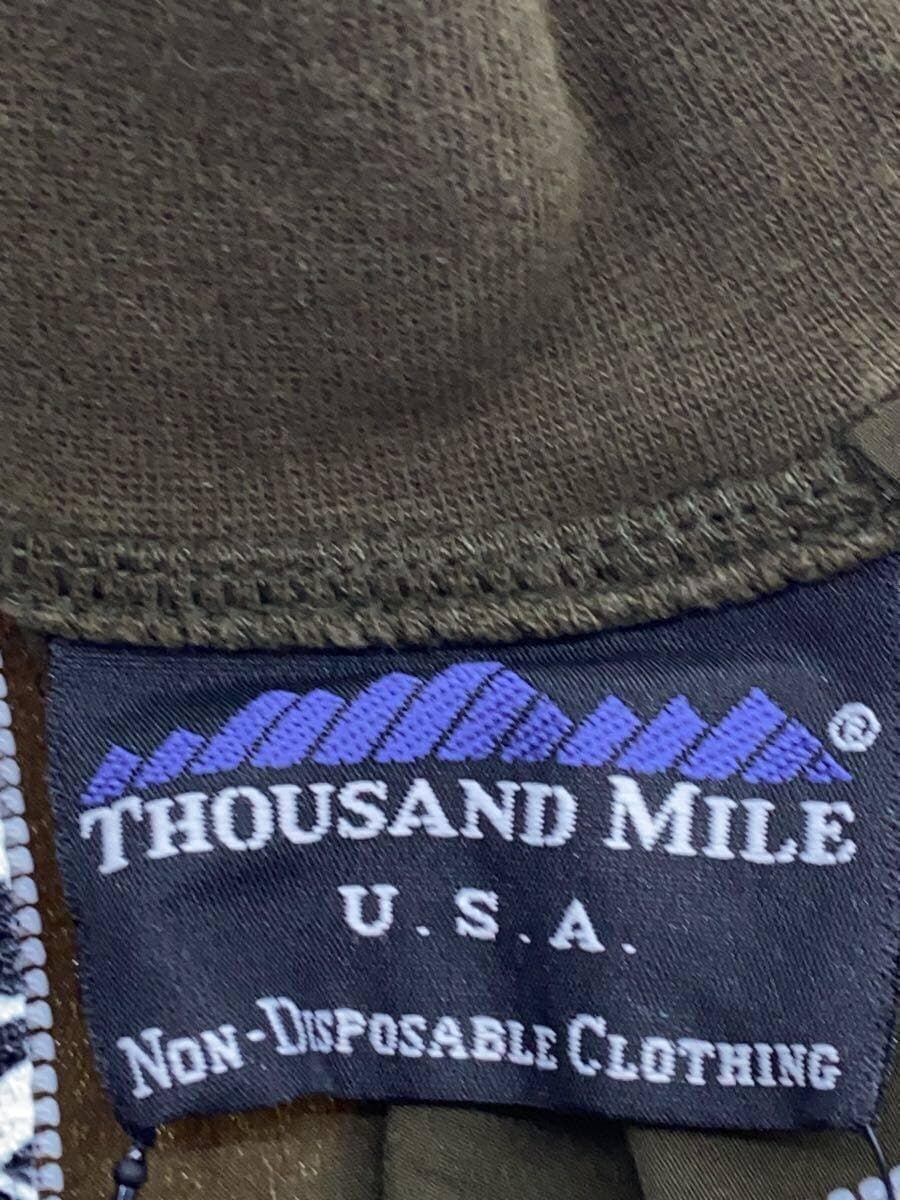 ®
THOUSAND MILE
U.S.A.
NON-DISPOSABLE CLOTHING